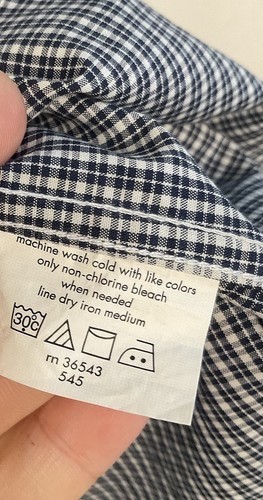 machine wash cold with like colors
only non-chlorine bleach
when needed
line dry iron medium
30c
rn 36543
545